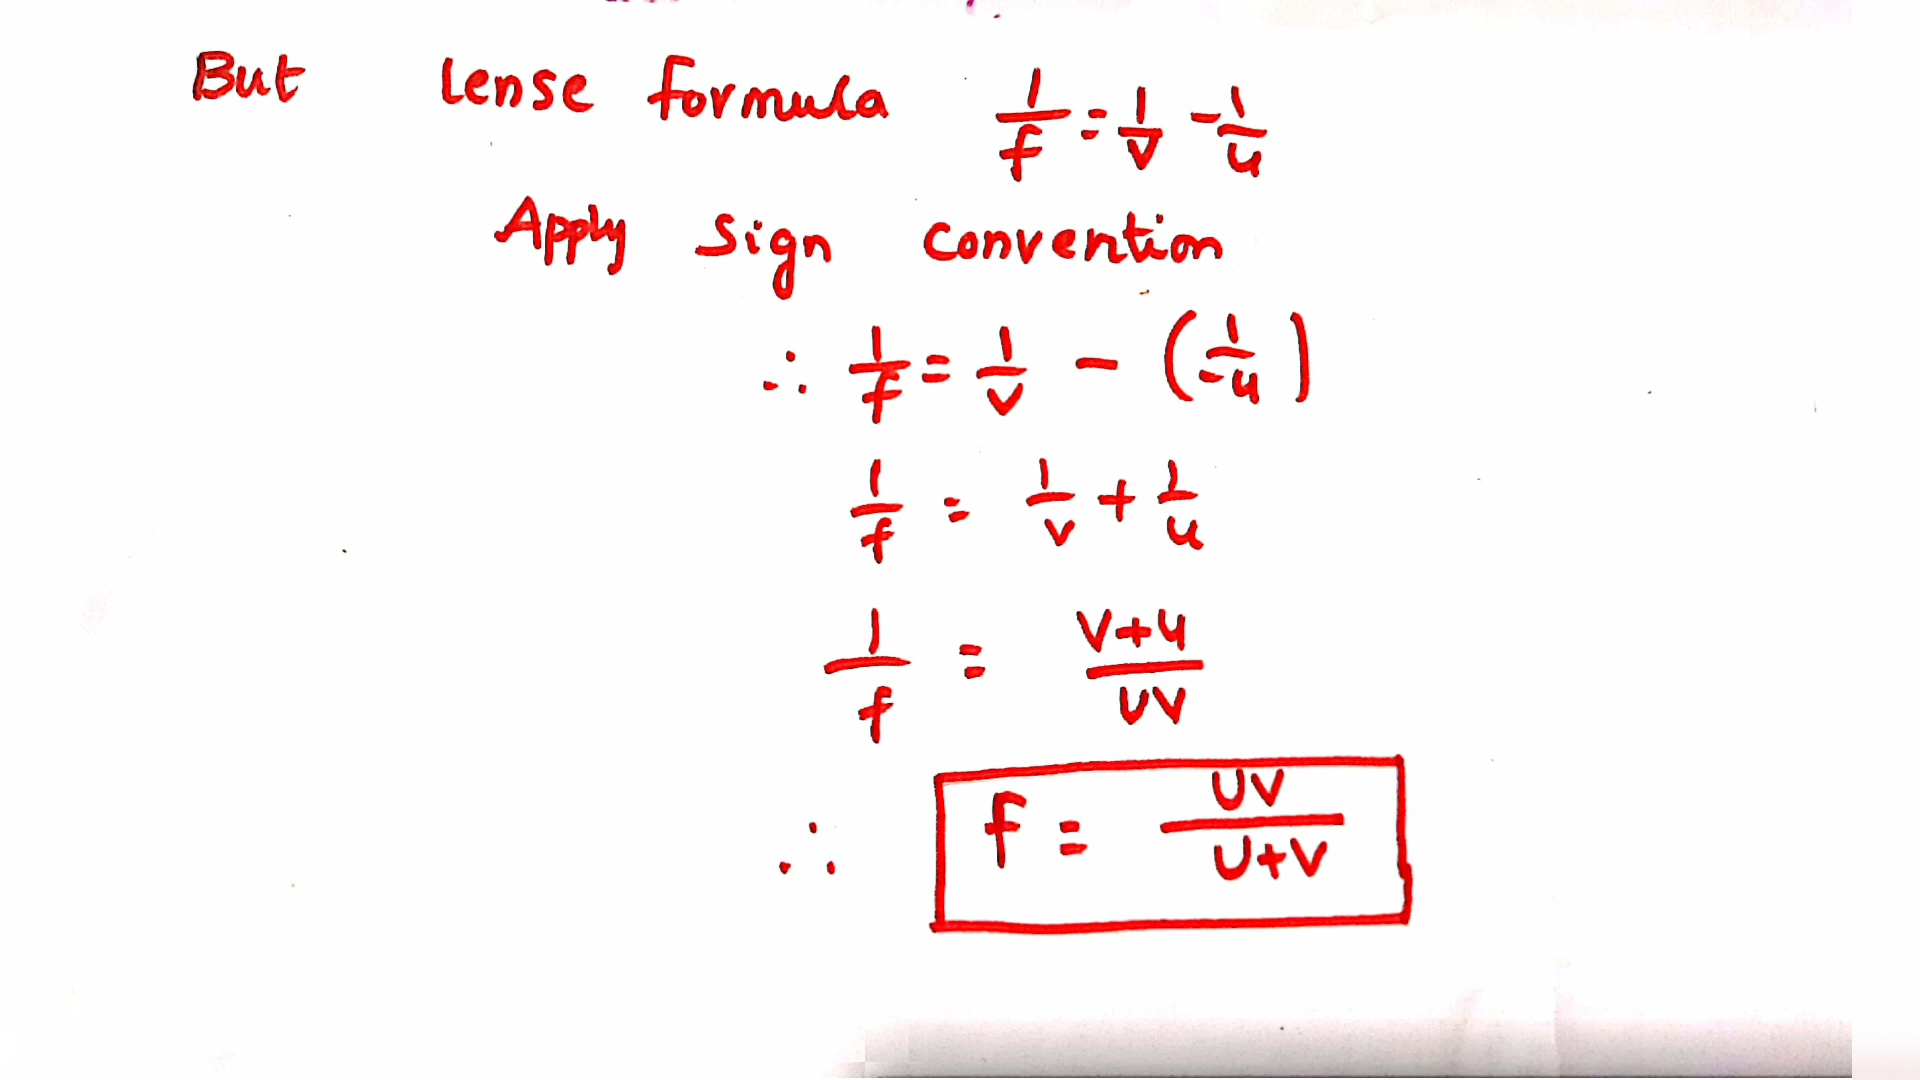 But lense formula 1/f = 1/v - 1/u
Apply sign convention
∴ 1/f = 1/v - (1/-u)
1/f = 1/v + 1/u
1/f = v+u/uv
∴ f = uv/u+v